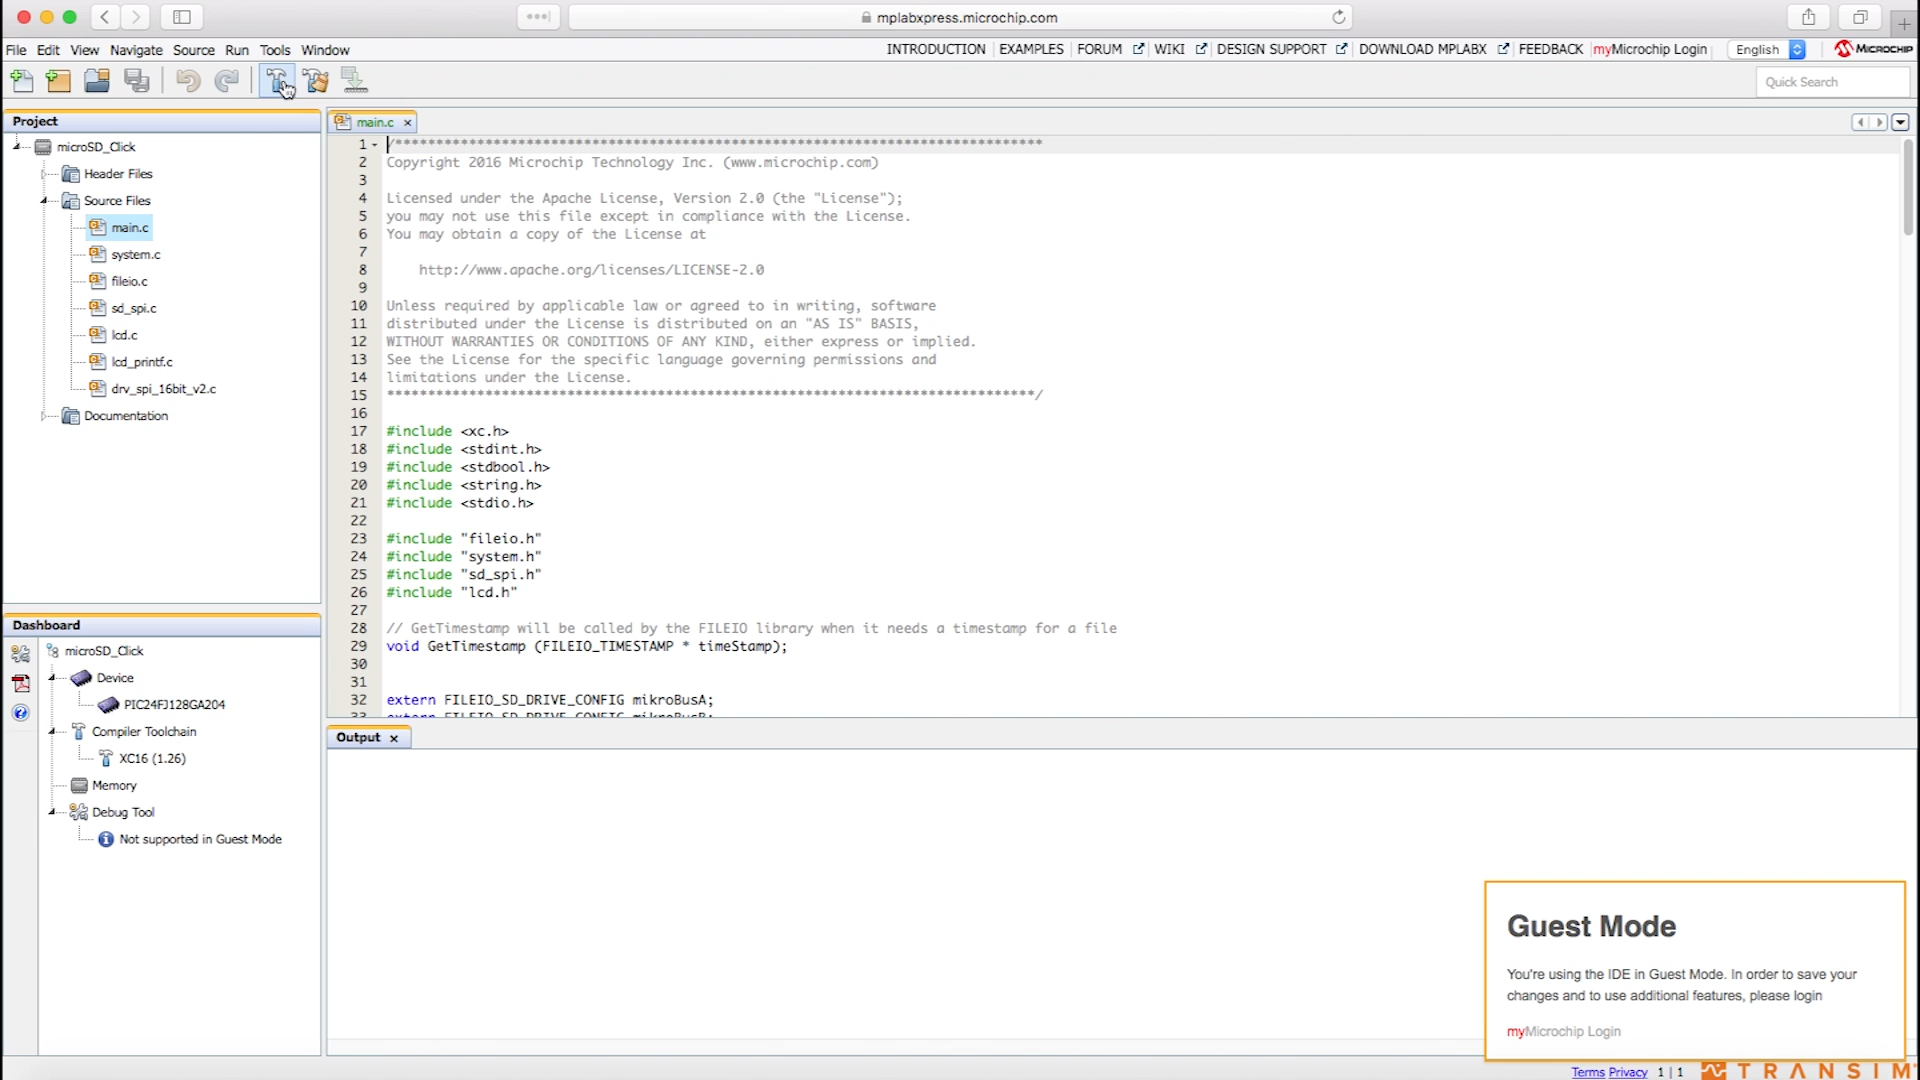 mplabxpress.microchip.com
File Edit View Navigate Source Run Tools Window
INTRODUCTION EXAMPLES FORUM WIKI DESIGN SUPPORT DOWNLOAD MPLABX FEEDBACK myMicrochip Login English MICROCHIP
Quick Search
Project
microSD_Click
Header Files
Source Files
main.c
system.c
fileio.c
sd_spi.c
lcd.c
lcd_printf.c
drv_spi_16bit_v2.c
Documentation
Dashboard
microSD_Click
Device
PIC24FJ128GA204
Compiler Toolchain
XC16 (1.26)
Memory
Debug Tool
Not supported in Guest Mode
main.c ×
1 /********************************************************************************
2 Copyright 2016 Microchip Technology Inc. (www.microchip.com)
3
4 Licensed under the Apache License, Version 2.0 (the "License");
5 you may not use this file except in compliance with the License.
6 You may obtain a copy of the License at
7
8 http://www.apache.org/licenses/LICENSE-2.0
9
10 Unless required by applicable law or agreed to in writing, software
11 distributed under the License is distributed on an "AS IS" BASIS,
12 WITHOUT WARRANTIES OR CONDITIONS OF ANY KIND, either express or implied.
13 See the License for the specific language governing permissions and
14 limitations under the License.
15 *******************************************************************************/
16
17 #include <xc.h>
18 #include <stdint.h>
19 #include <stdbool.h>
20 #include <string.h>
21 #include <stdio.h>
22
23 #include "fileio.h"
24 #include "system.h"
25 #include "sd_spi.h"
26 #include "lcd.h"
27
28 // GetTimestamp will be called by the FILEIO library when it needs a timestamp for a file
29 void GetTimestamp (FILEIO_TIMESTAMP * timeStamp);
30
31
32 extern FILEIO_SD_DRIVE_CONFIG mikroBusA;
33 extern FILEIO_SD_DRIVE_CONFIG mikroBusB;
Output ×
Guest Mode
You're using the IDE in Guest Mode. In order to save your
changes and to use additional features, please login
myMicrochip Login
Terms Privacy 1 | 1 TRANSIM